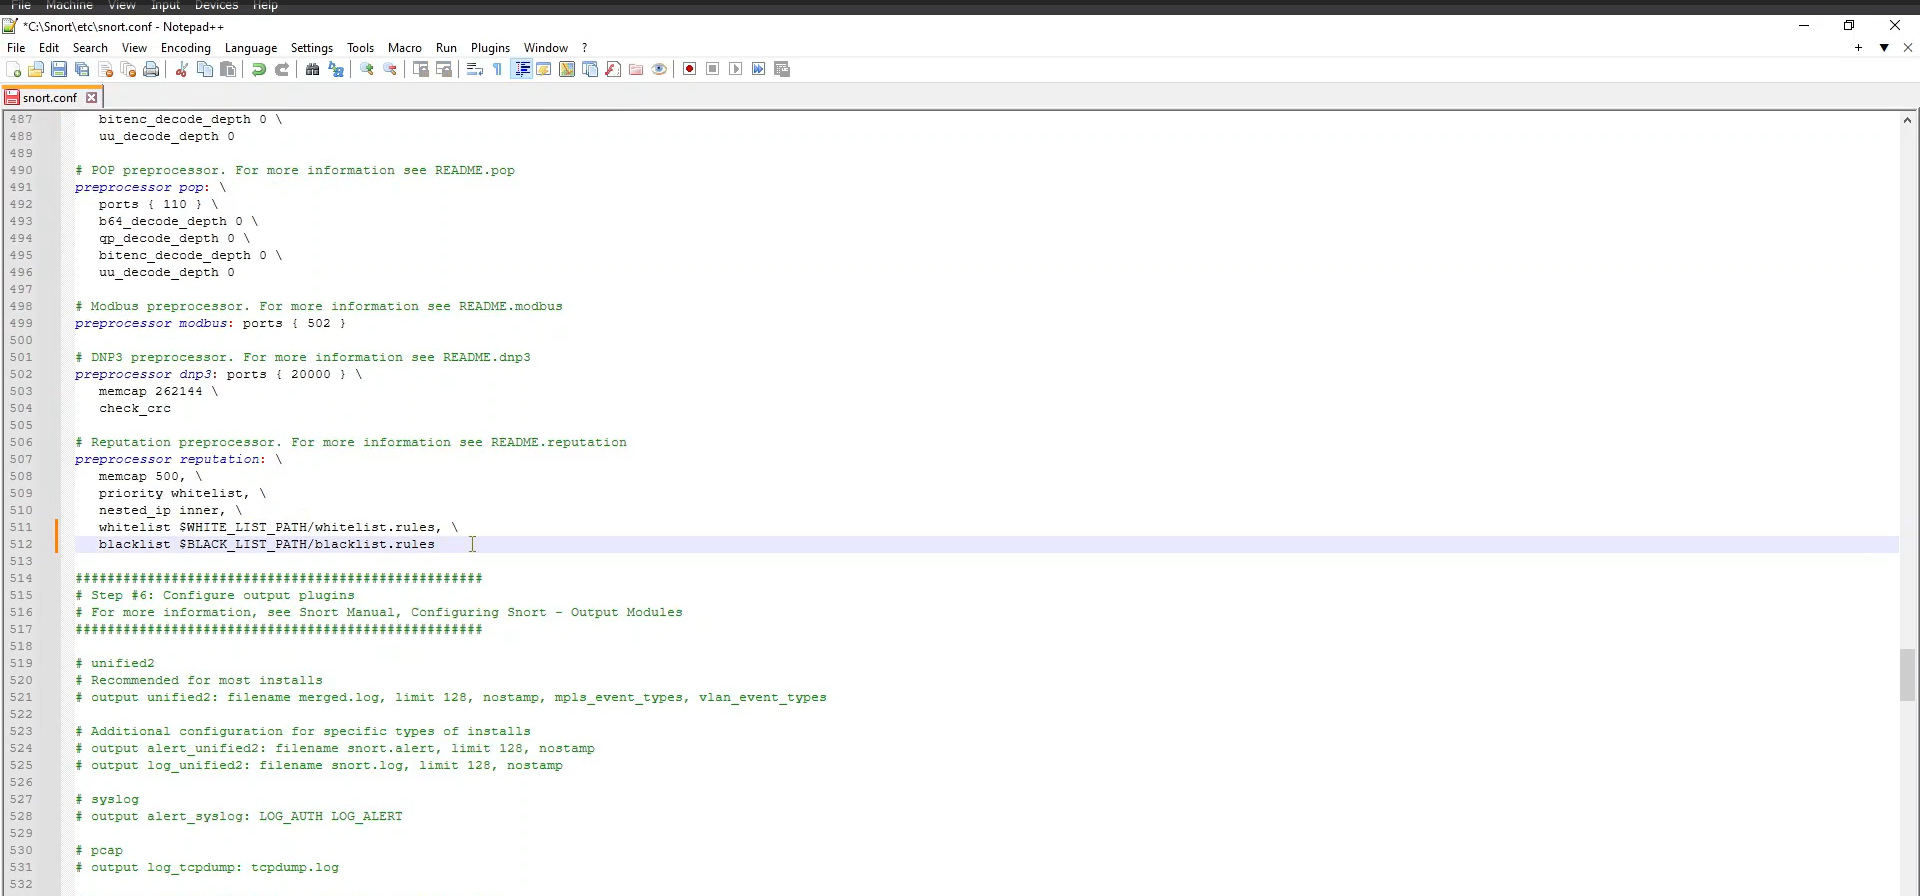 File Machine View Input Devices Help
*C:\Snort\etc\snort.conf - Notepad++
File Edit Search View Encoding Language Settings Tools Macro Run Plugins Window ?
snort.conf
487 bitenc_decode_depth 0 \
488 uu_decode_depth 0
489
490 # POP preprocessor. For more information see README.pop
491 preprocessor pop: \
492 ports { 110 } \
493 b64_decode_depth 0 \
494 qp_decode_depth 0 \
495 bitenc_decode_depth 0 \
496 uu_decode_depth 0
497
498 # Modbus preprocessor. For more information see README.modbus
499 preprocessor modbus: ports { 502 }
500
501 # DNP3 preprocessor. For more information see README.dnp3
502 preprocessor dnp3: ports { 20000 } \
503 memcap 262144 \
504 check_crc
505
506 # Reputation preprocessor. For more information see README.reputation
507 preprocessor reputation: \
508 memcap 500, \
509 priority whitelist, \
510 nested_ip inner, \
511 whitelist $WHITE_LIST_PATH/whitelist.rules, \
512 blacklist $BLACK_LIST_PATH/blacklist.rules
513
514 ###################################################
515 # Step #6: Configure output plugins
516 # For more information, see Snort Manual, Configuring Snort - Output Modules
517 ###################################################
518
519 # unified2
520 # Recommended for most installs
521 # output unified2: filename merged.log, limit 128, nostamp, mpls_event_types, vlan_event_types
522
523 # Additional configuration for specific types of installs
524 # output alert_unified2: filename snort.alert, limit 128, nostamp
525 # output log_unified2: filename snort.log, limit 128, nostamp
526
527 # syslog
528 # output alert_syslog: LOG_AUTH LOG_ALERT
529
530 # pcap
531 # output log_tcpdump: tcpdump.log
532